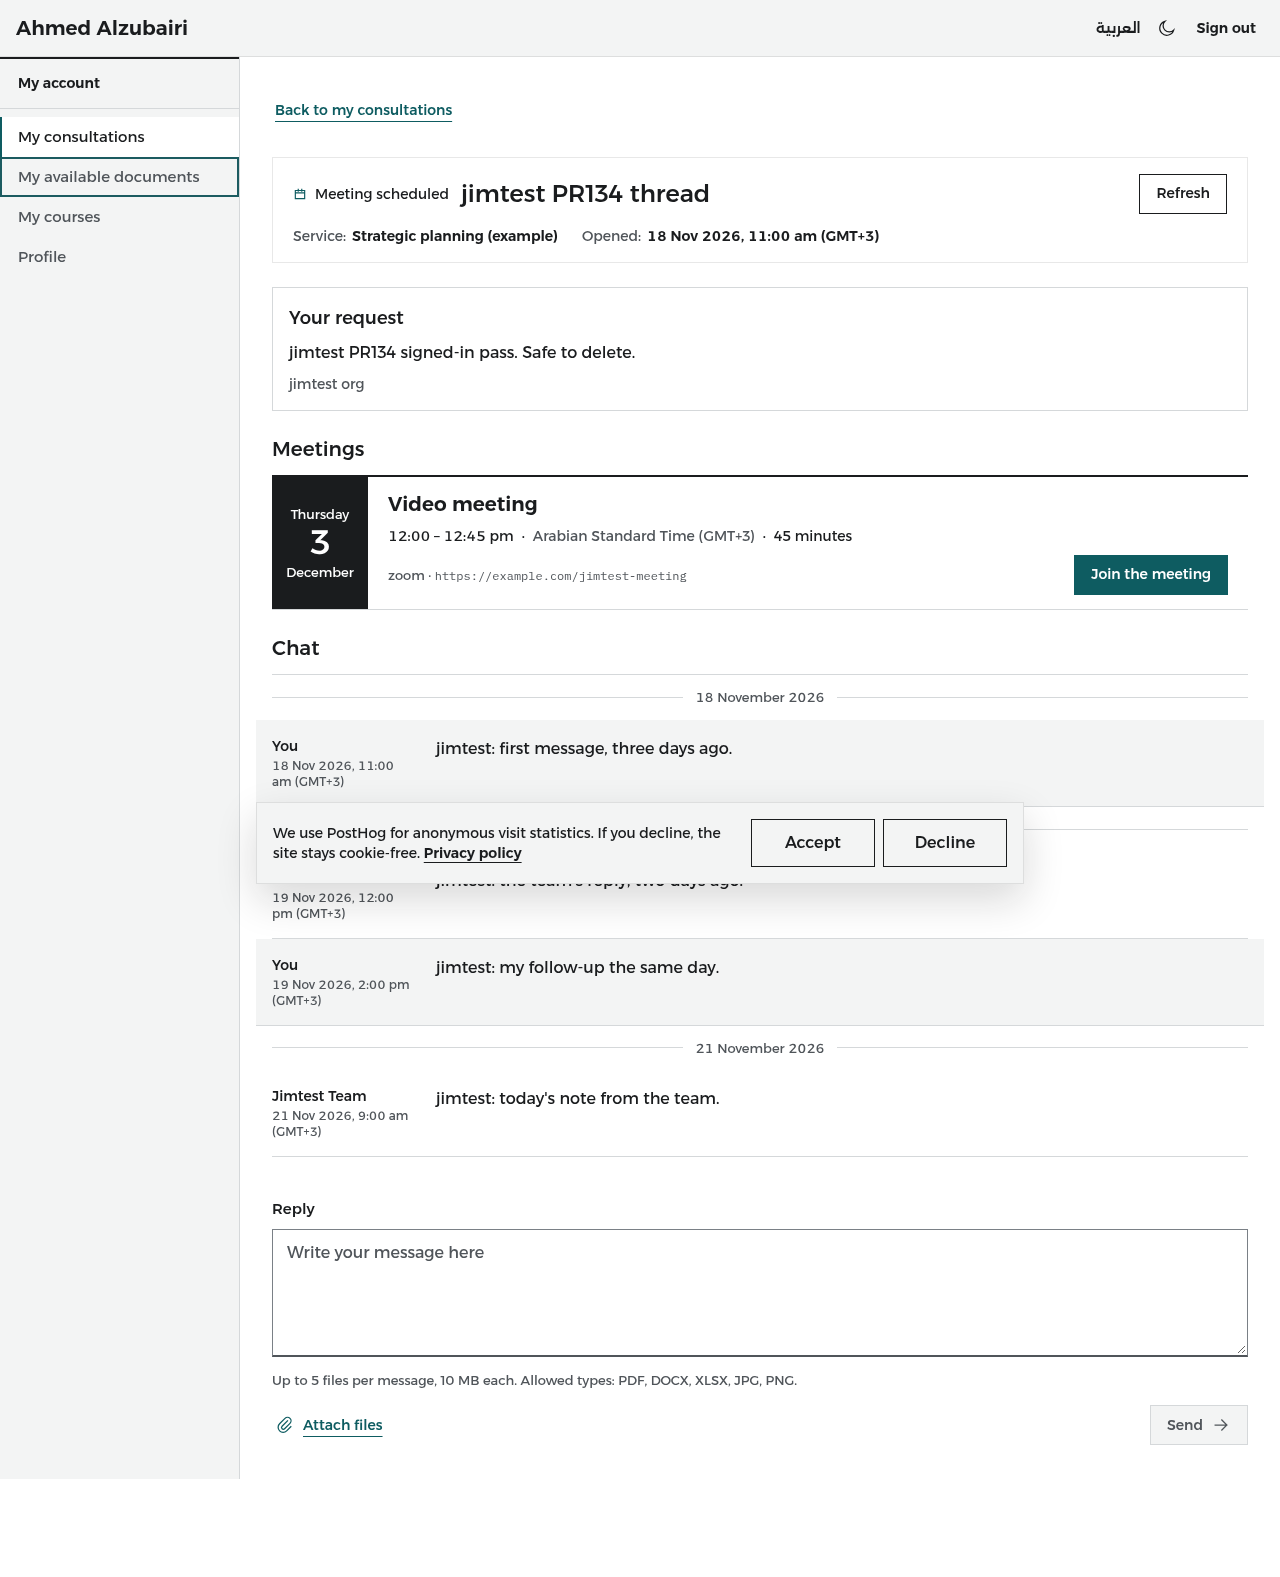 Ahmed Alzubairi
العربية
Sign out
My account
My consultations
My available documents
My courses
Profile
Back to my consultations
Meeting scheduled
jimtest PR134 thread
Refresh
Service: Strategic planning (example)
Opened: 18 Nov 2026, 11:00 am (GMT+3)
Your request
jimtest PR134 signed-in pass. Safe to delete.
jimtest org
Meetings
Thursday
3
December
Video meeting
12:00 – 12:45 pm · Arabian Standard Time (GMT+3) · 45 minutes
zoom · https://example.com/jimtest-meeting
Join the meeting
Chat
18 November 2026
You
18 Nov 2026, 11:00
am (GMT+3)
jimtest: first message, three days ago.
We use PostHog for anonymous visit statistics. If you decline, the
site stays cookie-free. Privacy policy
Accept
Decline
jimtest: the team's reply, two days ago.
19 Nov 2026, 12:00
pm (GMT+3)
You
19 Nov 2026, 2:00 pm
(GMT+3)
jimtest: my follow-up the same day.
21 November 2026
Jimtest Team
21 Nov 2026, 9:00 am
(GMT+3)
jimtest: today's note from the team.
Reply
Write your message here
Up to 5 files per message, 10 MB each. Allowed types: PDF, DOCX, XLSX, JPG, PNG.
Attach files
Send